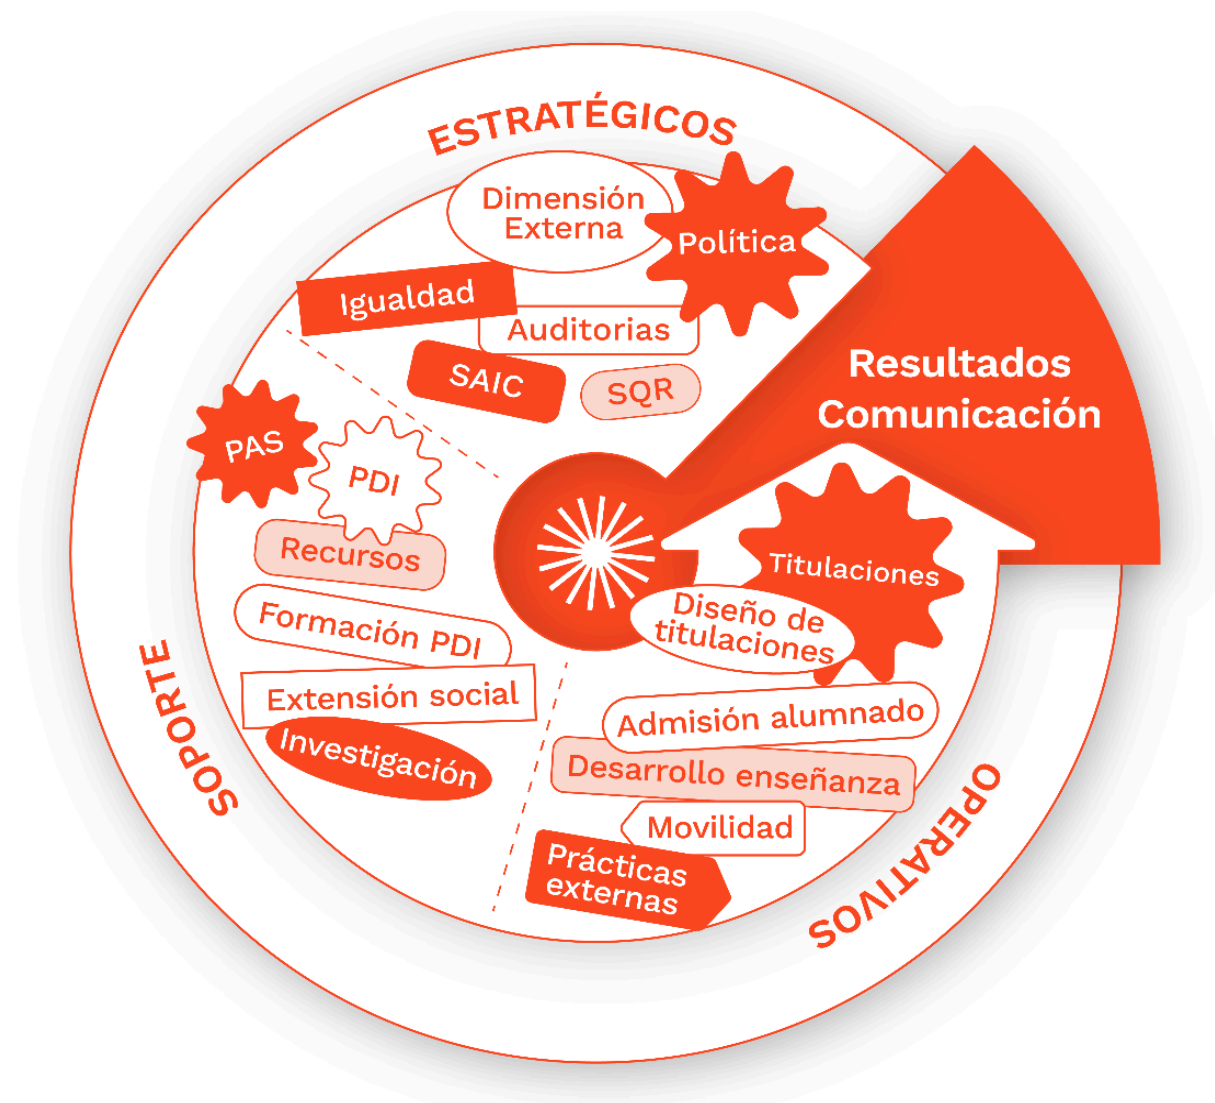 ESTRATÉGICOS
Dimensión
Externa
Política
Igualdad
Auditorias
SAIC
SQR
Resultados
Comunicación
PAS
PDI
Recursos
Formación PDI
Extensión social
Investigación
SOPORTE
Titulaciones
Diseño de
titulaciones
Admisión alumnado
Desarrollo enseñanza
Movilidad
Prácticas
externas
OPERATIVOS